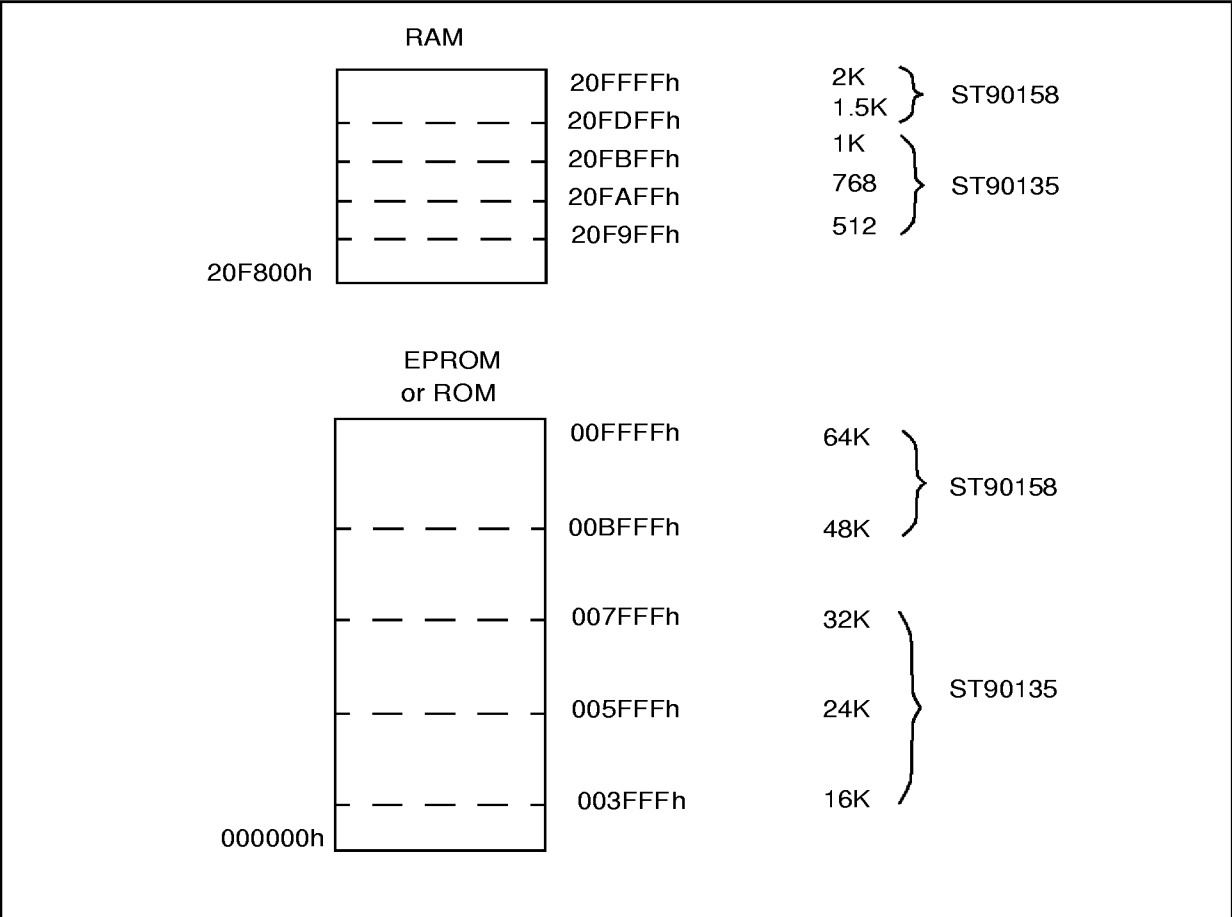 RAM
20FFFFh 2K
ST90158
1.5K
20FDFFh
1K
20FBFFh
768 ST90135
20FAFFh
512
20F9FFh
20F800h
EPROM
or ROM
00FFFFh 64K
ST90158
00BFFFh 48K
007FFFh 32K
ST90135
005FFFh 24K
003FFFh 16K
000000h